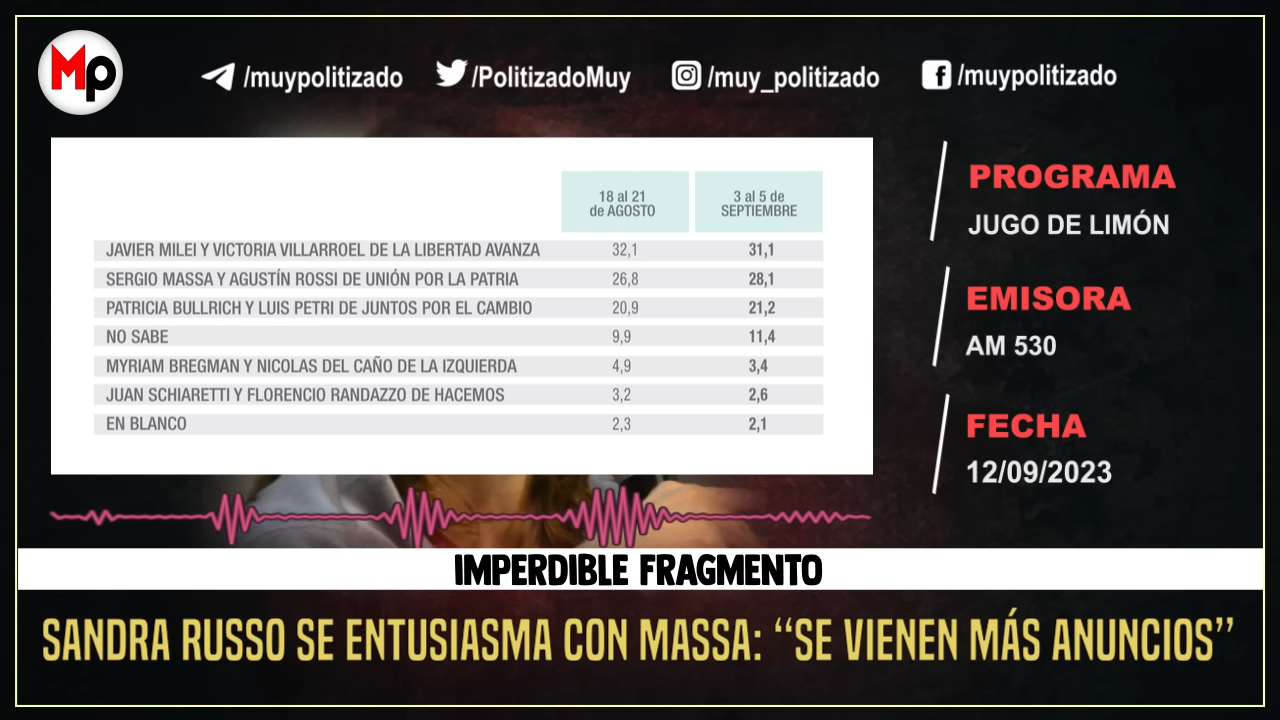 Mp
/muypolitizado
/PolitizadoMuy
/muy_politizado
/muypolitizado
18 al 21
de AGOSTO
3 al 5 de
SEPTIEMBRE
JAVIER MILEI Y VICTORIA VILLARROEL DE LA LIBERTAD AVANZA 32,1 31,1
SERGIO MASSA Y AGUSTÍN ROSSI DE UNIÓN POR LA PATRIA 26,8 28,1
PATRICIA BULLRICH Y LUIS PETRI DE JUNTOS POR EL CAMBIO 20,9 21,2
NO SABE 9,9 11,4
MYRIAM BREGMAN Y NICOLAS DEL CAÑO DE LA IZQUIERDA 4,9 3,4
JUAN SCHIARETTI Y FLORENCIO RANDAZZO DE HACEMOS 3,2 2,6
EN BLANCO 2,3 2,1
PROGRAMA
JUGO DE LIMÓN
EMISORA
AM 530
FECHA
12/09/2023
IMPERDIBLE FRAGMENTO
SANDRA RUSSO SE ENTUSIASMA CON MASSA: “SE VIENEN MÁS ANUNCIOS”